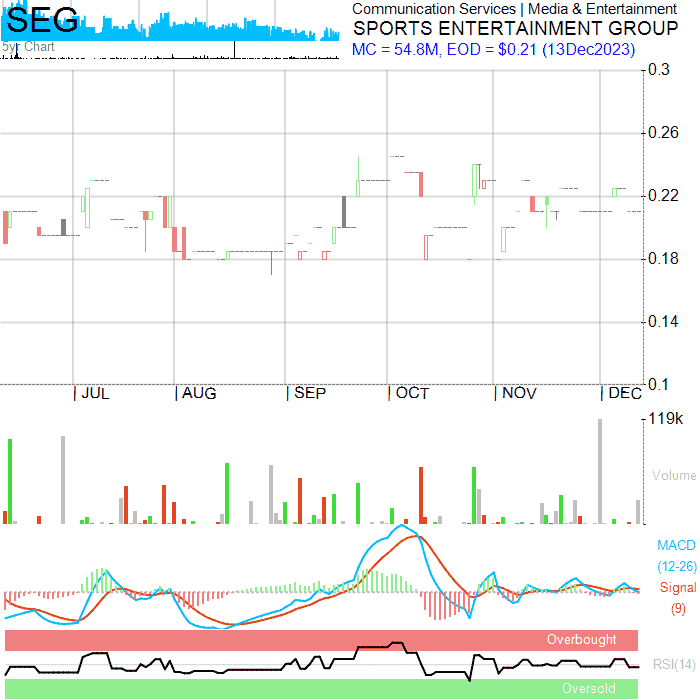 SEG
Communication Services | Media & Entertainment
SPORTS ENTERTAINMENT GROUP
5yr Chart
MC = 54.8M, EOD = $0.21 (13Dec2023)
0.3
0.26
0.22
0.18
0.14
0.1
| JUL | AUG | SEP | OCT | NOV | DEC
119k
Volume
MACD
(12-26)
Signal
(9)
Overbought
RSI(14)
Oversold